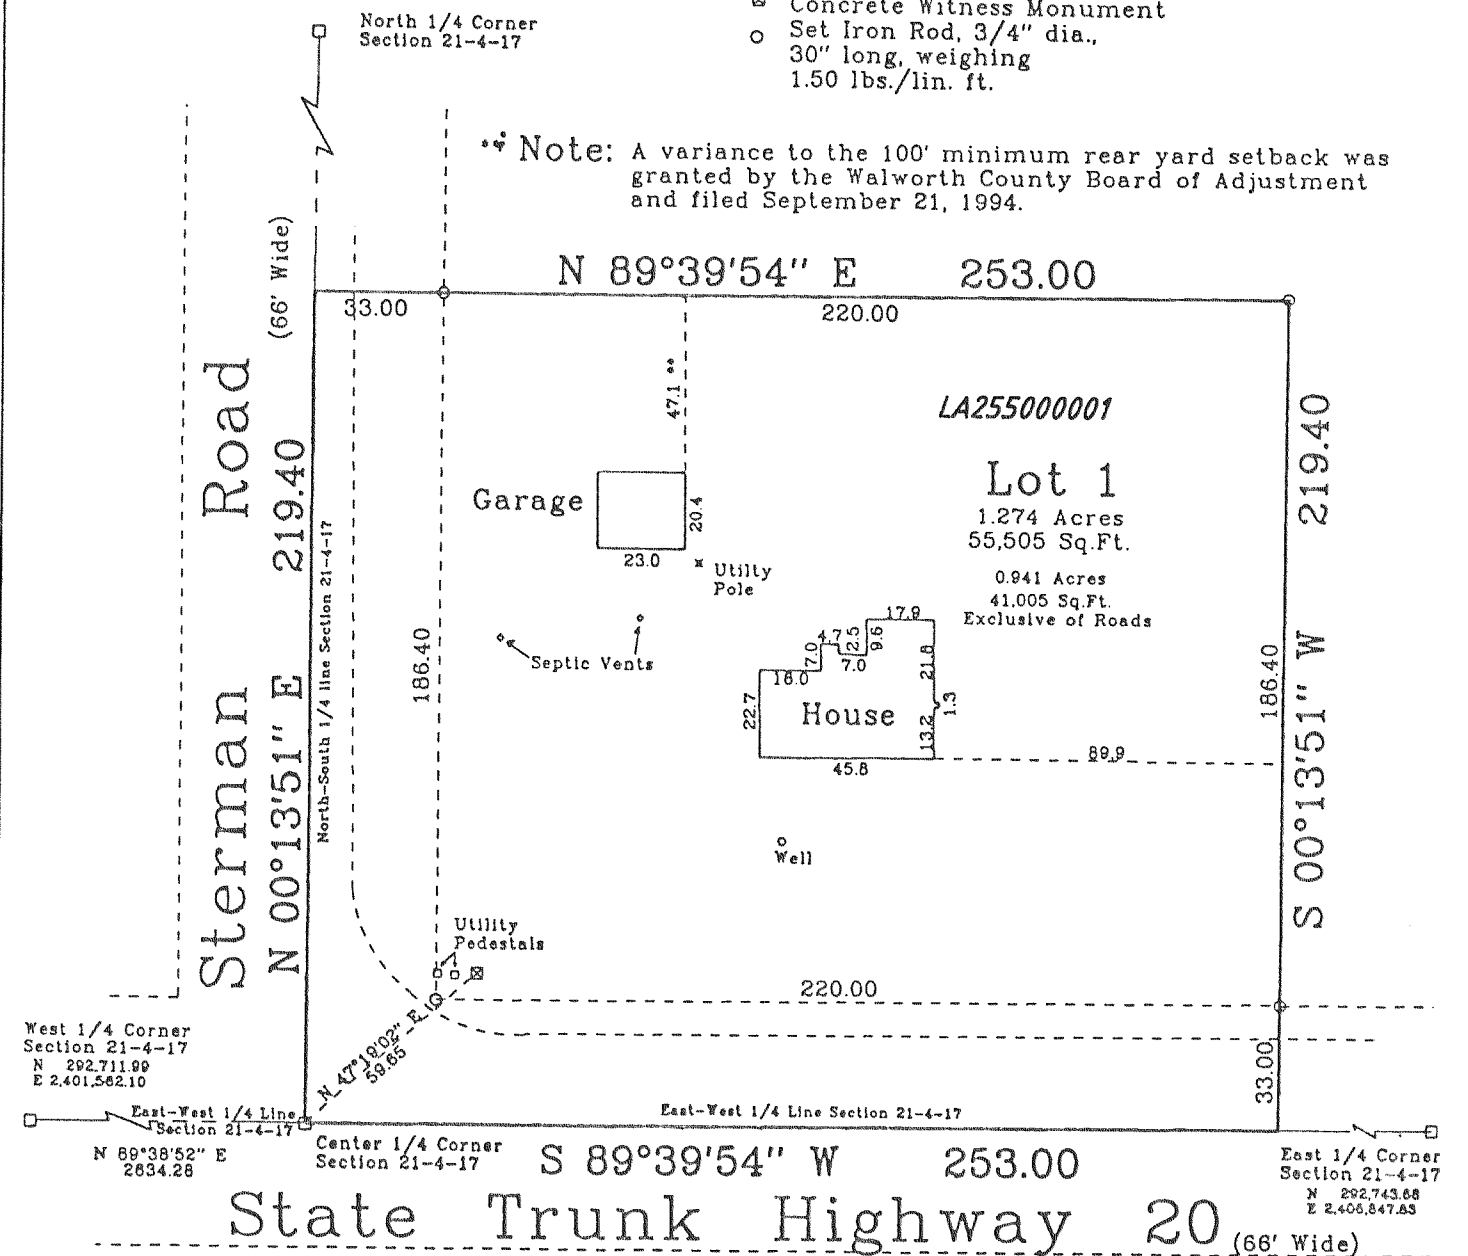 North 1/4 Corner
Section 21-4-17
Concrete Witness Monument
Set Iron Rod, 3/4" dia.,
30" long, weighing
1.50 lbs./lin. ft.
Note: A variance to the 100' minimum rear yard setback was
granted by the Walworth County Board of Adjustment
and filed September 21, 1994.
N 89°39'54" E 253.00
33.00
220.00
(66' Wide)
Sterman Road
N 00°13'51" E 219.40
North-South 1/4 line Section 21-4-17
186.40
47.1 **
Garage
20.4
23.0
Utilty
Pole
Septic Vents
LA255000001
Lot 1
1.274 Acres
55,505 Sq.Ft.
0.941 Acres
41,005 Sq.Ft.
Exclusive of Roads
17.9
4.7
2.5
9.6
7.0
7.0
16.0
21.8
22.7
House
1.3
13.2
45.8
89.9
186.40
S 00°13'51" W 219.40
Well
Utility
Pedestals
220.00
33.00
N 47°19'02" E
59.65
West 1/4 Corner
Section 21-4-17
N 292,711.99
E 2,401,562.10
East-West 1/4 Line
Section 21-4-17
N 89°38'52" E
2634.28
Center 1/4 Corner
Section 21-4-17
East-West 1/4 Line Section 21-4-17
S 89°39'54" W 253.00
East 1/4 Corner
Section 21-4-17
N 292,743.68
E 2,406,847.83
State Trunk Highway 20 (66' Wide)